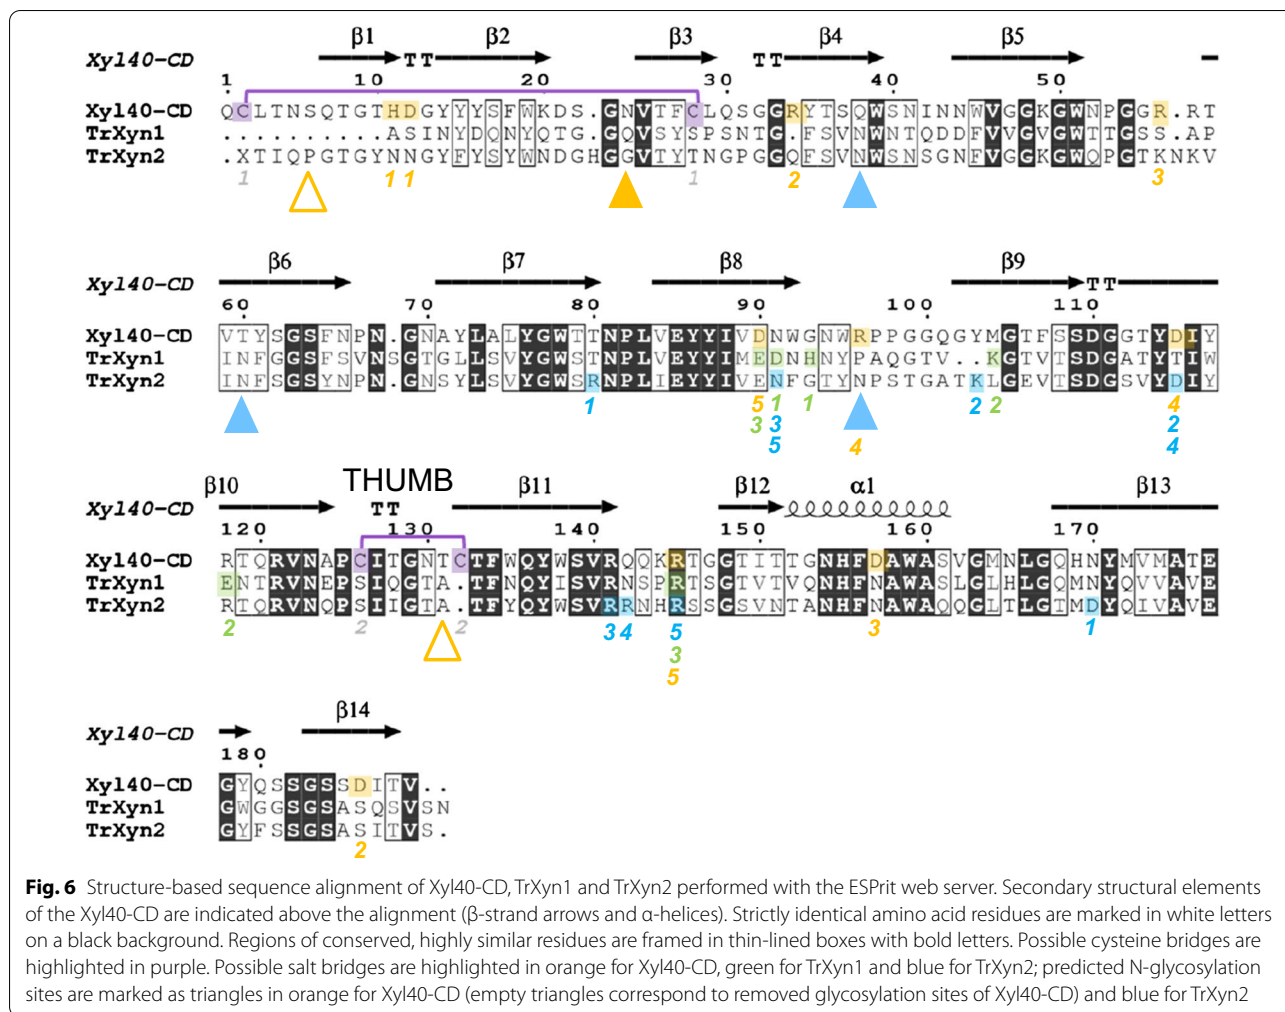 β1 β2 β3 β4 β5
Xyl40-CD TT TT
1 10 20 30 40 50
Xyl40-CD QCLTNSQTGTHDGYYYSFWKDS.GNVTFCLQSGGRYTSQWSNINNWVGGKGWNPGGR.RT
TrXyn1 ..........ASINYDQNYQTG.GQVSYSPSNTG.FSVNWNTQDDFVVGVGWTTGSS.AP
TrXyn2 .XTIQPGTGYNNGYFYSYWNDGHGGVTYTNGPGGQFSVNWSNSGNFVGGKGWQPGTKNKV
1 1 1 1 2 3
β6 β7 β8 β9
Xyl40-CD TT
60 70 80 90 100 110
Xyl40-CD VTYSGSFNPN.GNAYLALYGWTTNPLVEYYIVDNWGNWRPPGGQGYMGTFSSDGGTYDIY
TrXyn1 INFGGSFSVNSGTGLLSVYGWSTNPLVEYYIMEDNHNYPAQGTV..KGTVTSDGATYTIW
TrXyn2 INFSGSYNPN.GNSYLSVYGWSRNPLIEYYIVENFGTYNPSTGATKLGEVTSDGSVYDIY
1 5 1 1 2 2 4
3 3 2
5 4 4
β10 THUMB β11 β12 α1 β13
Xyl40-CD TT
120 130 140 150 160 170
Xyl40-CD RTQRVNAPCITGNTCTFWQYWSVRQQKRTGGTITTGNHFDAWASVGMNLGQHNYMVMATE
TrXyn1 ENTRVNEPSIQGTA.TFNQYISVRNSPRTSGTVTVQNHFNAWASLGLHLGQMNYQVVAVE
TrXyn2 RTQRVNQPSIIGTA.TFYQYWSVRRNHRSSGSVNTANHFNAWAQQGLTLGTMDYQIVAVE
2 2 2 3 4 5 3 1
3
5
β14
Xyl40-CD
180
Xyl40-CD GYQSSGSSDITV..
TrXyn1 GWGGSGSASQSVSN
TrXyn2 GYFSSGSASITVS.
2
Fig. 6 Structure-based sequence alignment of Xyl40-CD, TrXyn1 and TrXyn2 performed with the ESPrit web server. Secondary structural elements
of the Xyl40-CD are indicated above the alignment (β-strand arrows and α-helices). Strictly identical amino acid residues are marked in white letters
on a black background. Regions of conserved, highly similar residues are framed in thin-lined boxes with bold letters. Possible cysteine bridges are
highlighted in purple. Possible salt bridges are highlighted in orange for Xyl40-CD, green for TrXyn1 and blue for TrXyn2; predicted N-glycosylation
sites are marked as triangles in orange for Xyl40-CD (empty triangles correspond to removed glycosylation sites of Xyl40-CD) and blue for TrXyn2